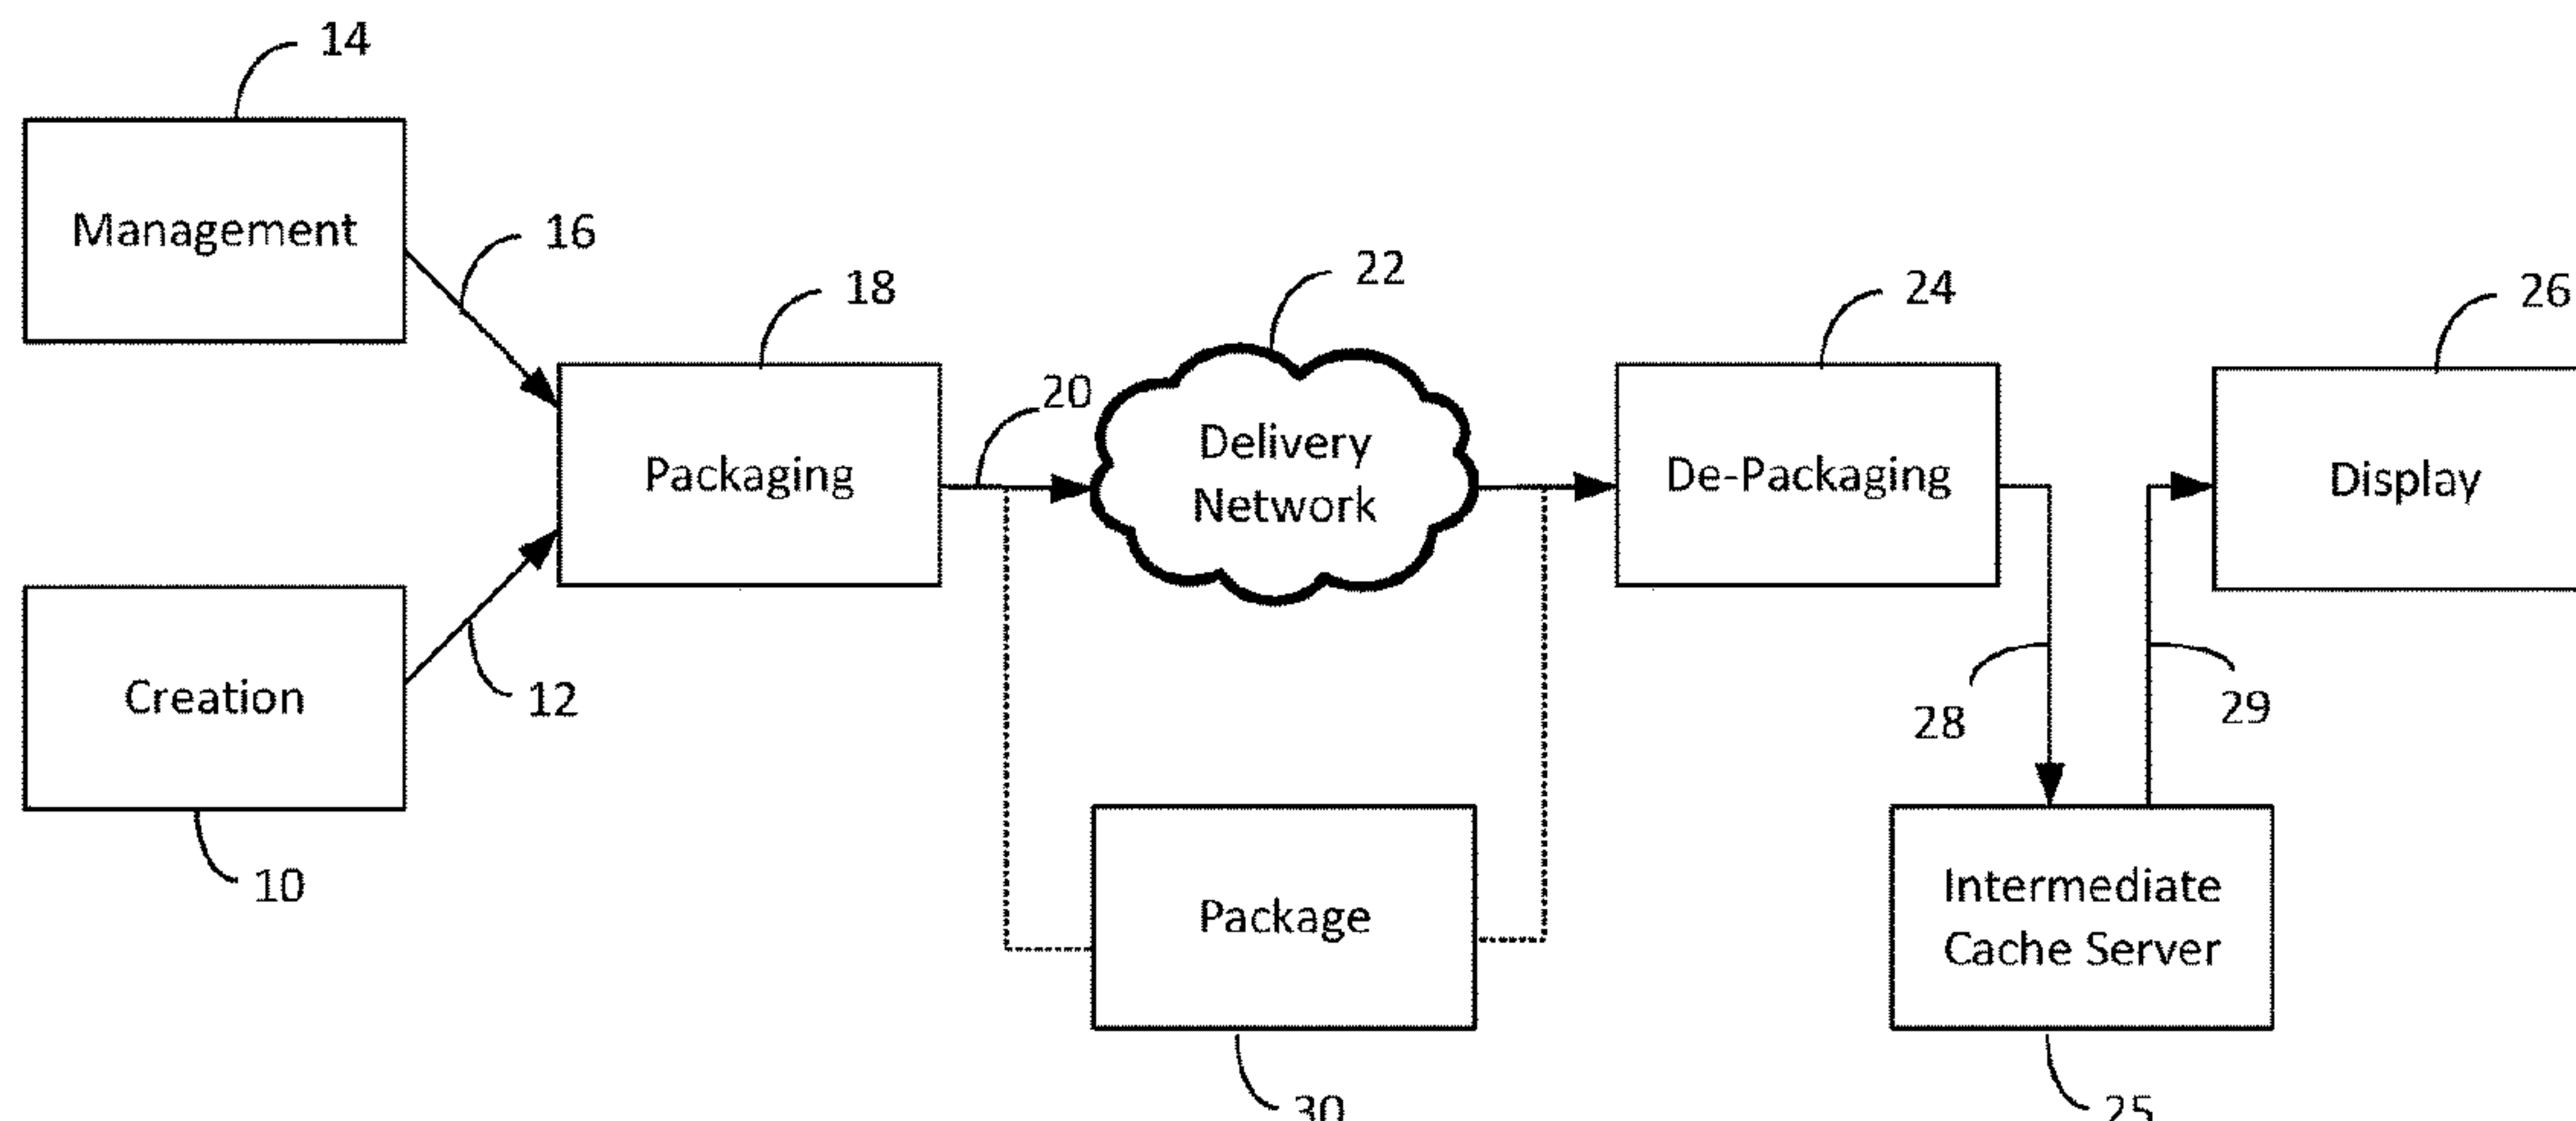 14
Management
16
18
22
24
26
20
Delivery
Network
Packaging
De-Packaging
Display
Creation
12
28
29
10
Package
Intermediate
Cache Server
30
25